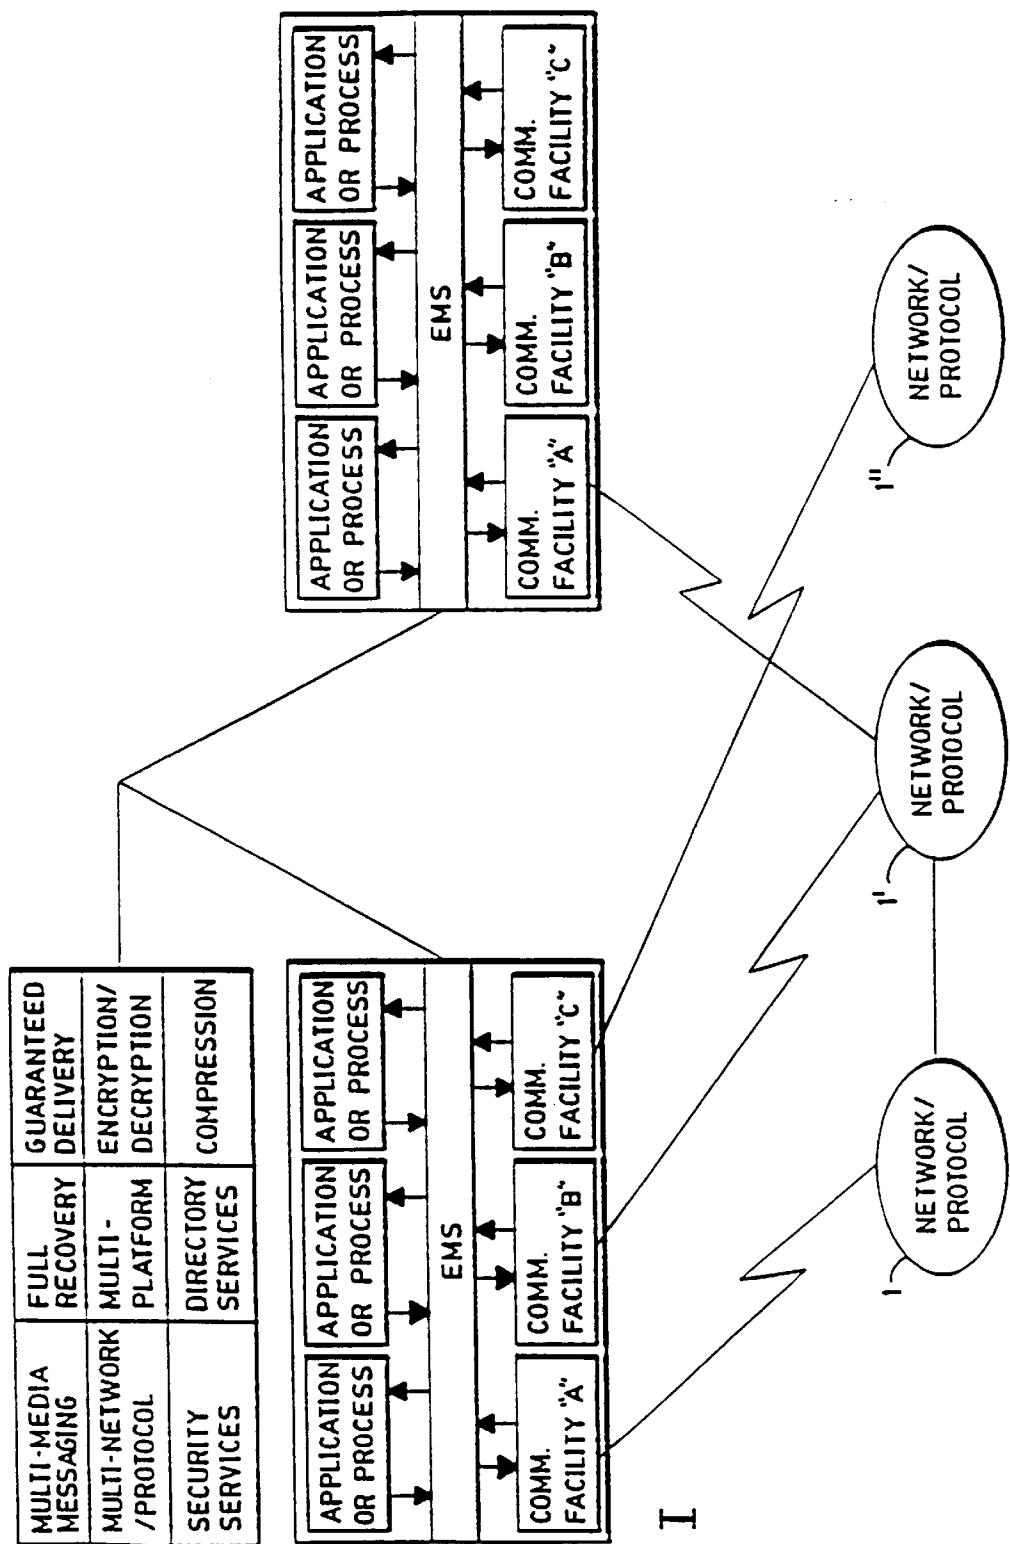 MULTI-MEDIA
MESSAGING
FULL
RECOVERY
GUARANTEED
DELIVERY
MULTI-NETWORK
/PROTOCOL
MULTI-
PLATFORM
ENCRYPTION/
DECRYPTION
SECURITY
SERVICES
DIRECTORY
SERVICES
COMPRESSION
APPLICATION
OR PROCESS
APPLICATION
OR PROCESS
APPLICATION
OR PROCESS
EMS
COMM.
FACILITY "A"
COMM.
FACILITY "B"
COMM.
FACILITY "C"
APPLICATION
OR PROCESS
APPLICATION
OR PROCESS
APPLICATION
OR PROCESS
EMS
COMM.
FACILITY "A"
COMM.
FACILITY "B"
COMM.
FACILITY "C"
I
1
NETWORK/
PROTOCOL
1'
NETWORK/
PROTOCOL
1"
NETWORK/
PROTOCOL